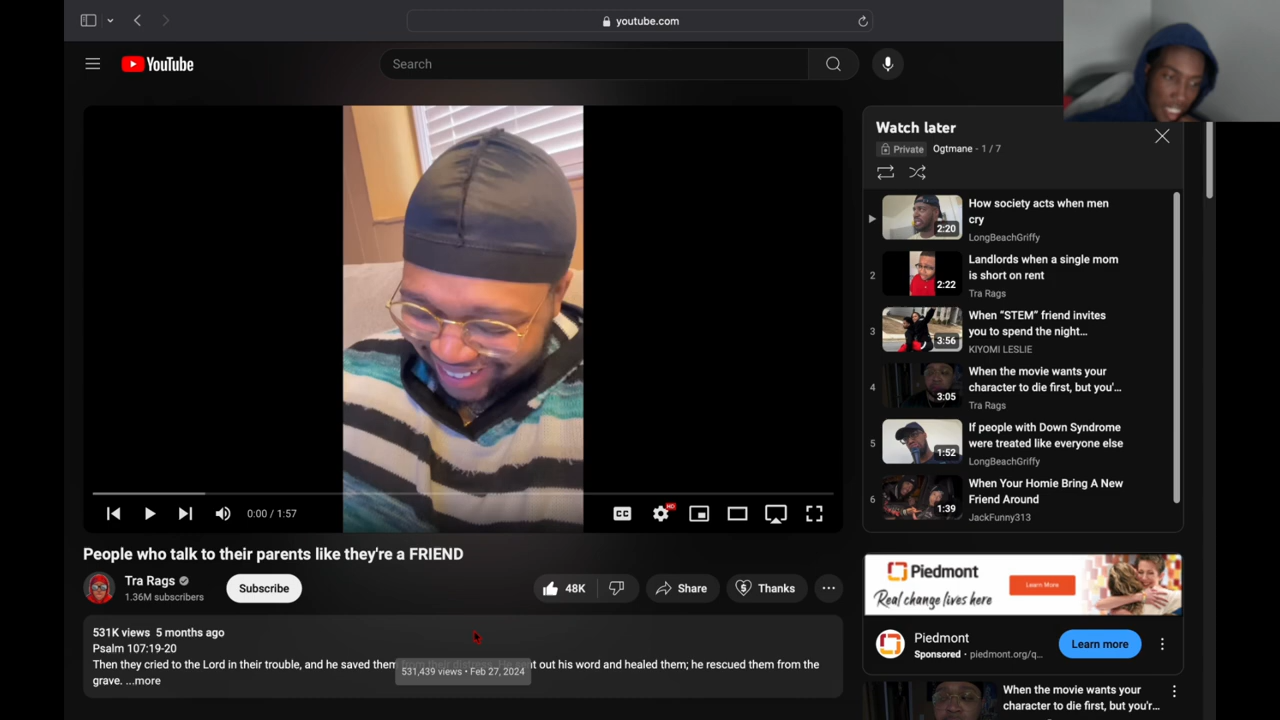 youtube.com
YouTube
Search
0:00 / 1:57
CC
HD
People who talk to their parents like they're a FRIEND
Tra Rags
1.36M subscribers
Subscribe
48K
Share
Thanks
531K views 5 months ago
Psalm 107:19-20
Then they cried to the Lord in their trouble, and he saved them from their distress. He sent out his word and healed them; he rescued them from the
grave. ...more
531,439 views • Feb 27, 2024
Watch later
Private Ogtmane - 1 / 7
2:20
How society acts when men
cry
LongBeachGriffy
2
2:22
Landlords when a single mom
is short on rent
Tra Rags
3
3:56
When “STEM” friend invites
you to spend the night...
KIYOMI LESLIE
4
3:05
When the movie wants your
character to die first, but you'...
Tra Rags
5
1:52
If people with Down Syndrome
were treated like everyone else
LongBeachGriffy
6
1:39
When Your Homie Bring A New
Friend Around
JackFunny313
Piedmont
Real change lives here
Learn More
Piedmont
Sponsored • piedmont.org/q...
Learn more
When the movie wants your
character to die first, but you'r...